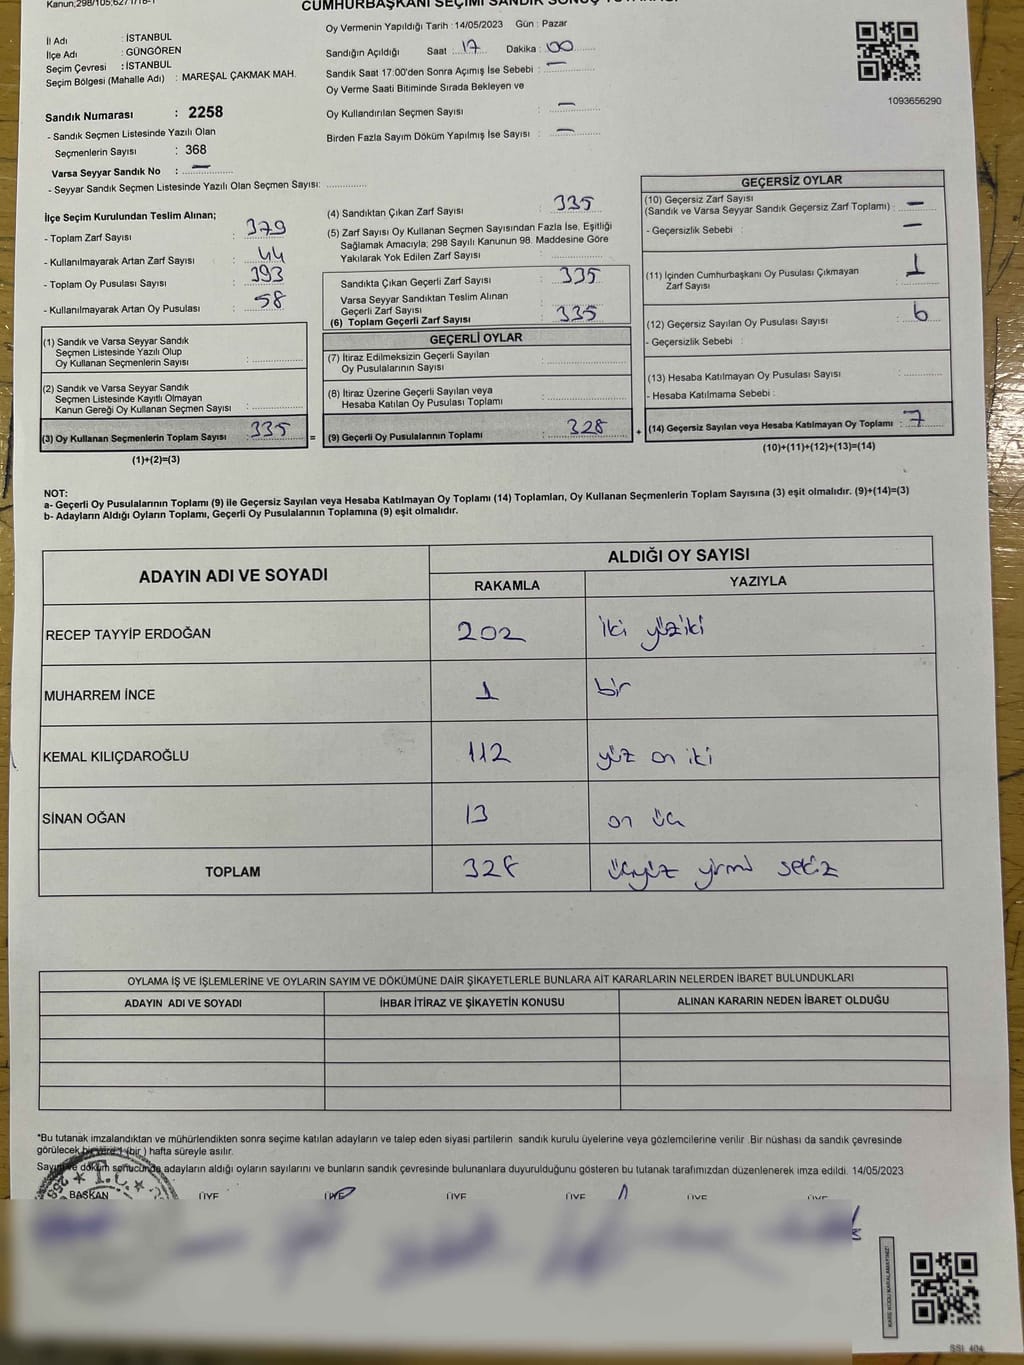 Kanun;298/105,627
CUMHURBAŞKANI SEÇİMİ SANDIK SONUÇ TUTANAĞI
İl Adı : İSTANBUL
İlçe Adı : GÜNGÖREN
Seçim Çevresi : İSTANBUL
Seçim Bölgesi (Mahalle Adı) : MAREŞAL ÇAKMAK MAH.
Sandık Numarası : 2258
- Sandık Seçmen Listesinde Yazılı Olan
Seçmenlerin Sayısı : 368
Varsa Seyyar Sandık No : —
- Seyyar Sandık Seçmen Listesinde Yazılı Olan Seçmen Sayısı: ............
Oy Vermenin Yapıldığı Tarih : 14/05/2023 Gün : Pazar
Sandığın Açıldığı Saat : 17 Dakika : 00
Sandık Saat 17:00'den Sonra Açımış İse Sebebi : —
Oy Verme Saati Bitiminde Sırada Bekleyen ve
Oy Kullandırılan Seçmen Sayısı : —
Birden Fazla Sayım Döküm Yapılmış İse Sayısı : —
1093656290
İlçe Seçim Kurulundan Teslim Alınan;
- Toplam Zarf Sayısı : 379
- Kullanılmayarak Artan Zarf Sayısı : 44
- Toplam Oy Pusulası Sayısı : 393
- Kullanılmayarak Artan Oy Pusulası : 58
(1) Sandık ve Varsa Seyyar Sandık
Seçmen Listesinde Yazılı Olup
Oy Kullanan Seçmenlerin Sayısı : ............
(2) Sandık ve Varsa Seyyar Sandık
Seçmen Listesinde Kayıtlı Olmayan
Kanun Gereği Oy Kullanan Seçmen Sayısı : ............
(3) Oy Kullanan Seçmenlerin Toplam Sayısı : 335
(1)+(2)=(3)
(4) Sandıktan Çıkan Zarf Sayısı : 335
(5) Zarf Sayısı Oy Kullanan Seçmen Sayısından Fazla İse, Eşitliği
Sağlamak Amacıyla; 298 Sayılı Kanunun 98. Maddesine Göre
Yakılarak Yok Edilen Zarf Sayısı : ............
Sandıkta Çıkan Geçerli Zarf Sayısı : 335
Varsa Seyyar Sandıktan Teslim Alınan
Geçerli Zarf Sayısı : ............
(6) Toplam Geçerli Zarf Sayısı : 335
GEÇERLİ OYLAR
(7) İtiraz Edilmeksizin Geçerli Sayılan
Oy Pusulalarının Sayısı : ............
(8) İtiraz Üzerine Geçerli Sayılan veya
Hesaba Katılan Oy Pusulası Toplamı : ............
= (9) Geçerli Oy Pusulalarının Toplamı : 328
GEÇERSİZ OYLAR
(10) Geçersiz Zarf Sayısı
(Sandık ve Varsa Seyyar Sandık Geçersiz Zarf Toplamı) : —
- Geçersizlik Sebebi : —
(11) İçinden Cumhurbaşkanı Oy Pusulası Çıkmayan : 1
Zarf Sayısı
(12) Geçersiz Sayılan Oy Pusulası Sayısı : 6
- Geçersizlik Sebebi :
(13) Hesaba Katılmayan Oy Pusulası Sayısı : ............
- Hesaba Katılmama Sebebi :
+ (14) Geçersiz Sayılan veya Hesaba Katılmayan Oy Toplamı : 7
(10)+(11)+(12)+(13)=(14)
NOT:
a- Geçerli Oy Pusulalarının Toplamı (9) ile Geçersiz Sayılan veya Hesaba Katılmayan Oy Toplamı (14) Toplamları, Oy Kullanan Seçmenlerin Toplam Sayısına (3) eşit olmalıdır. (9)+(14)=(3)
b- Adayların Aldığı Oyların Toplamı, Geçerli Oy Pusulalarının Toplamına (9) eşit olmalıdır.
ADAYIN ADI VE SOYADI ALDIĞI OY SAYISI
RAKAMLA YAZIYLA
RECEP TAYYİP ERDOĞAN 202 iki yüz iki
MUHARREM İNCE 1 bir
KEMAL KILIÇDAROĞLU 112 yüz on iki
SİNAN OĞAN 13 on üç
TOPLAM 328 üçyüz yirmi sekiz
OYLAMA İŞ VE İŞLEMLERİNE VE OYLARIN SAYIM VE DÖKÜMÜNE DAİR ŞİKAYETLERLE BUNLARA AİT KARARLARIN NELERDEN İBARET BULUNDUKLARI
ADAYIN ADI VE SOYADI İHBAR İTİRAZ VE ŞİKAYETİN KONUSU ALINAN KARARIN NEDEN İBARET OLDUĞU
*Bu tutanak imzalandıktan ve mühürlendikten sonra seçime katılan adayların ve talep eden siyasi partilerin sandık kurulu üyelerine veya gözlemcilerine verilir. Bir nüshası da sandık çevresinde
görülecek bir yere 1 (bir ) hafta süreyle asılır.
Sayım ve döküm sonucunda adayların aldığı oyların sayılarını ve bunların sandık çevresinde bulunanlara duyurulduğunu gösteren bu tutanak tarafımızdan düzenlenerek imza edildi. 14/05/2023
T.C.
BAŞKAN ÜYE ÜYE ÜYE ÜYE ÜYE ÜYE
KARE KODU KARALAMAYINIZ!
SSI 404